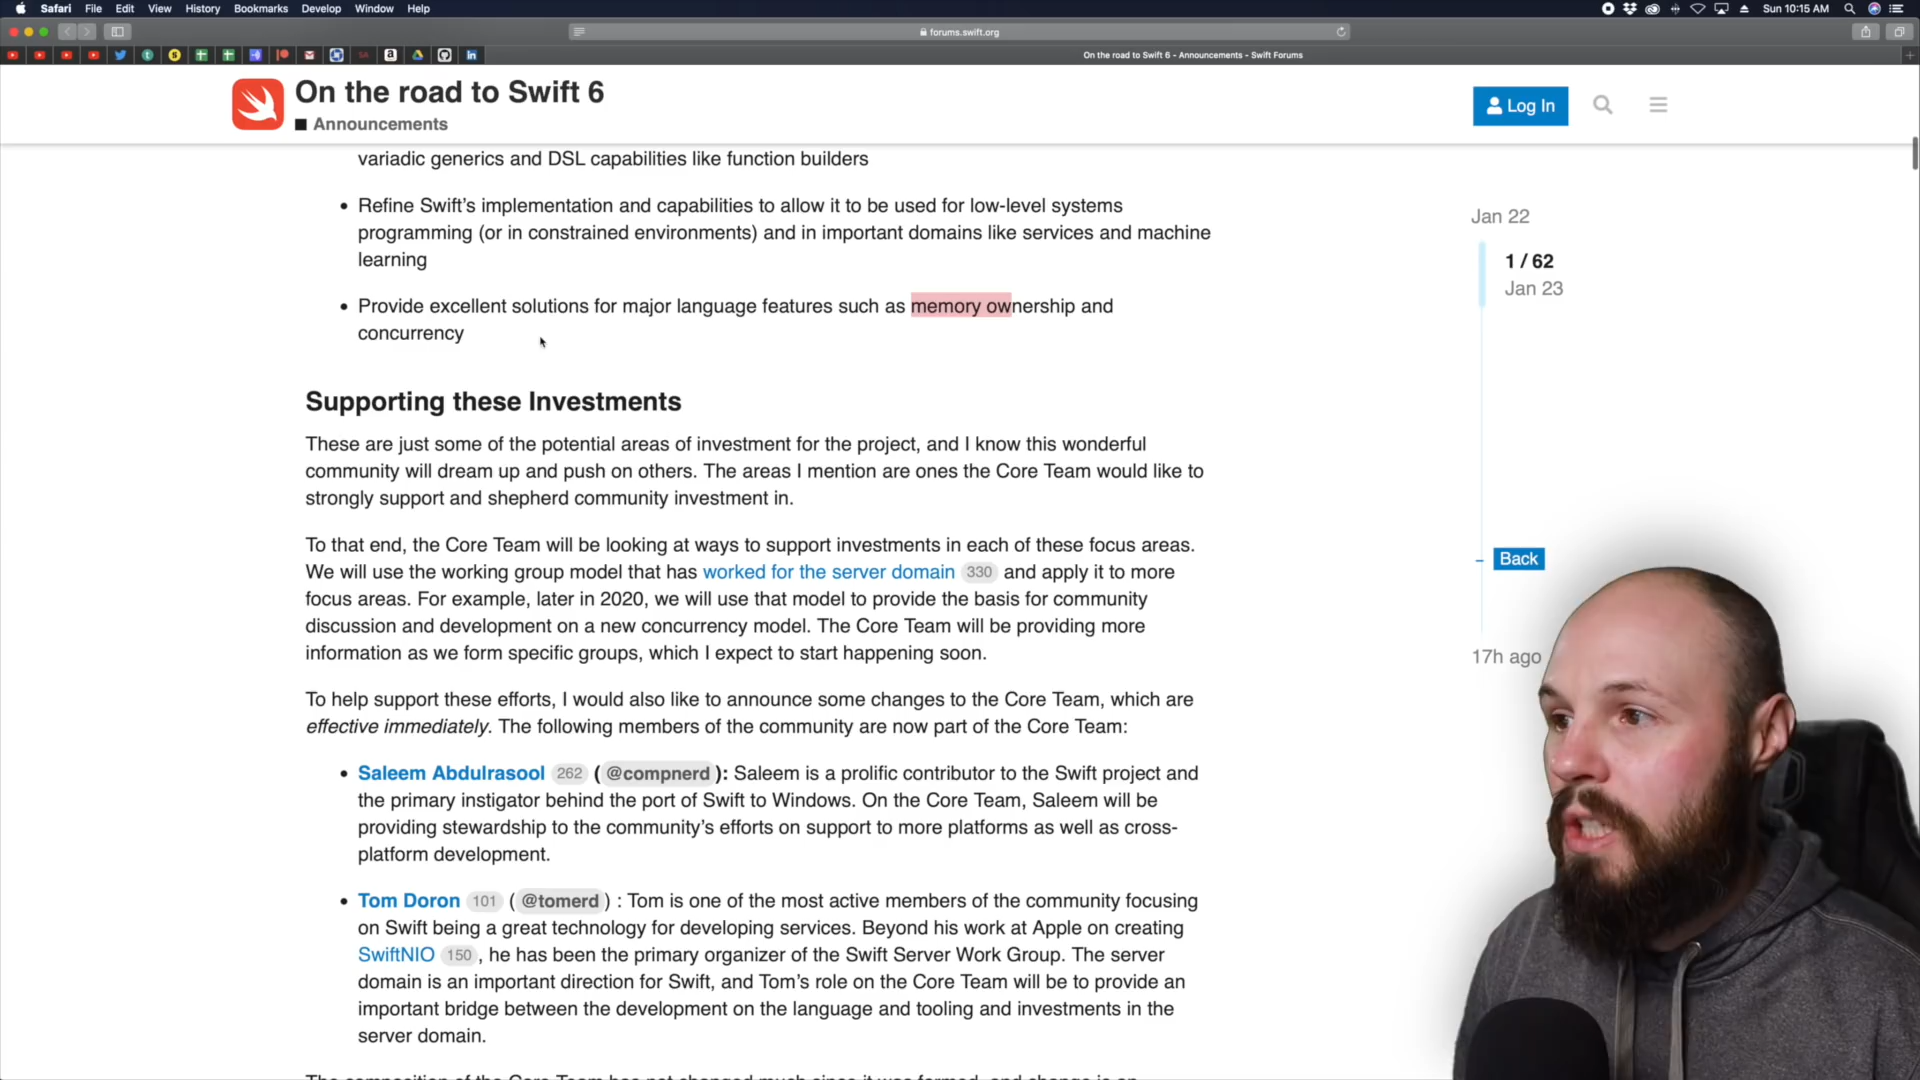 Safari File Edit View History Bookmarks Develop Window Help
Sun 10:15 AM
forums.swift.org
On the road to Swift 6 - Announcements - Swift Forums
On the road to Swift 6
Announcements
Log In
variadic generics and DSL capabilities like function builders
• Refine Swift's implementation and capabilities to allow it to be used for low-level systems
programming (or in constrained environments) and in important domains like services and machine
learning
• Provide excellent solutions for major language features such as memory ownership and
concurrency
Supporting these Investments
These are just some of the potential areas of investment for the project, and I know this wonderful
community will dream up and push on others. The areas I mention are ones the Core Team would like to
strongly support and shepherd community investment in.
To that end, the Core Team will be looking at ways to support investments in each of these focus areas.
We will use the working group model that has worked for the server domain 330 and apply it to more
focus areas. For example, later in 2020, we will use that model to provide the basis for community
discussion and development on a new concurrency model. The Core Team will be providing more
information as we form specific groups, which I expect to start happening soon.
To help support these efforts, I would also like to announce some changes to the Core Team, which are
effective immediately. The following members of the community are now part of the Core Team:
• Saleem Abdulrasool 262 (@compnerd): Saleem is a prolific contributor to the Swift project and
the primary instigator behind the port of Swift to Windows. On the Core Team, Saleem will be
providing stewardship to the community's efforts on support to more platforms as well as cross-
platform development.
• Tom Doron 101 (@tomerd) : Tom is one of the most active members of the community focusing
on Swift being a great technology for developing services. Beyond his work at Apple on creating
SwiftNIO 150 , he has been the primary organizer of the Swift Server Work Group. The server
domain is an important direction for Swift, and Tom's role on the Core Team will be to provide an
important bridge between the development on the language and tooling and investments in the
server domain.
Jan 22
1 / 62
Jan 23
Back
17h ago